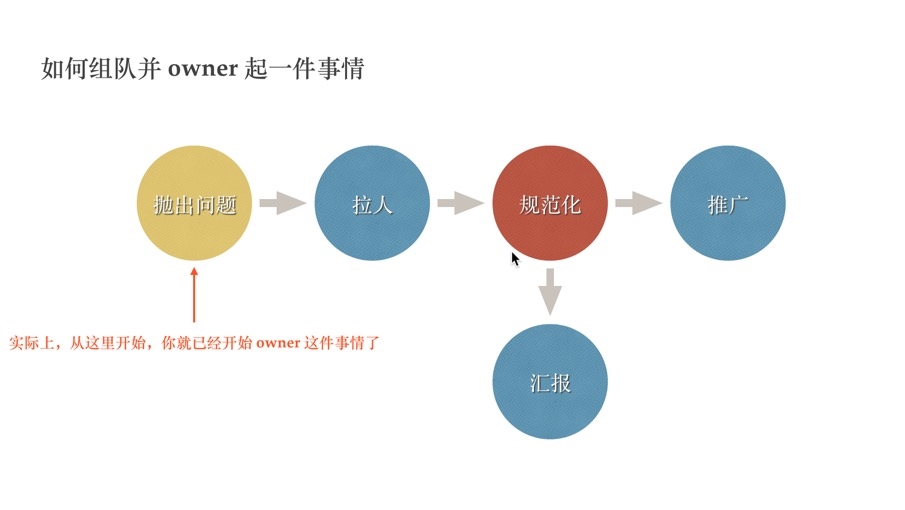 如何组队并 owner 起一件事情
抛出问题
拉人
规范化
推广
实际上，从这里开始，你就已经开始 owner 这件事情了
汇报